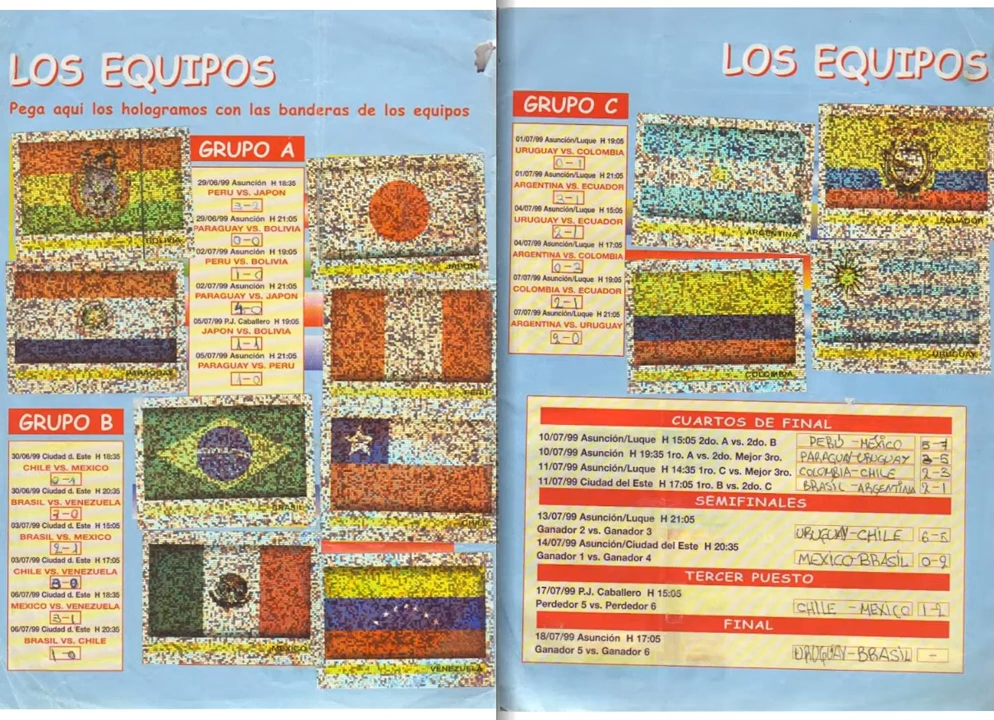 LOS EQUIPOS
Pega aqui los hologramos con las banderas de los equipos
GRUPO A
29/06/99 Asunción H 18:35
PERU VS. JAPON
3-2
29/06/99 Asunción H 21:05
PARAGUAY VS. BOLIVIA
0-0
02/07/99 Asunción H 19:05
PERU VS. BOLIVIA
1-0
02/07/99 Asunción H 21:05
PARAGUAY VS. JAPON
4-0
05/07/99 P.J. Caballero H 19:05
JAPON VS. BOLIVIA
1-1
05/07/99 Asunción H 21:05
PARAGUAY VS. PERU
1-0
BOLIVIA
JAPON
PARAGUAY
GRUPO B
30/06/99 Ciudad d. Este H 18:35
CHILE VS. MEXICO
0-1
30/06/99 Ciudad d. Este H 20:35
BRASIL VS. VENEZUELA
7-0
03/07/99 Ciudad d. Este H 15:05
BRASIL VS. MEXICO
2-1
03/07/99 Ciudad d. Este H 17:05
CHILE VS. VENEZUELA
3-0
06/07/99 Ciudad d. Este H 18:35
MEXICO VS. VENEZUELA
3-1
06/07/99 Ciudad d. Este H 20:35
BRASIL VS. CHILE
1-0
BRASIL
MEXICO
VENEZUELA
LOS EQUIPOS
GRUPO C
01/07/99 Asunción/Luque H 19:05
URUGUAY VS. COLOMBIA
0-1
01/07/99 Asunción/Luque H 21:05
ARGENTINA VS. ECUADOR
3-1
04/07/99 Asunción/Luque H 15:05
URUGUAY VS. ECUADOR
2-1
04/07/99 Asunción/Luque H 17:05
ARGENTINA VS. COLOMBIA
0-3
07/07/99 Asunción/Luque H 19:05
COLOMBIA VS. ECUADOR
2-1
07/07/99 Asunción/Luque H 21:05
ARGENTINA VS. URUGUAY
2-0
ARGENTINA
ECUADOR
COLOMBIA
URUGUAY
CUARTOS DE FINAL
10/07/99 Asunción/Luque H 15:05 2do. A vs. 2do. B PERÚ - MÉXICO
10/07/99 Asunción H 19:35 1ro. A vs. 2do. Mejor 3ro. PARAGUAY-URUGUAY 3-5
11/07/99 Asunción/Luque H 14:35 1ro. C vs. Mejor 3ro. COLOMBIA-CHILE 2-3
11/07/99 Ciudad del Este H 17:05 1ro. B vs. 2do. C BRASIL - ARGENTINA 2-1
SEMIFINALES
13/07/99 Asunción/Luque H 21:05
Ganador 2 vs. Ganador 3 URUGUAY-CHILE 6-5
14/07/99 Asunción/Ciudad del Este H 20:35
Ganador 1 vs. Ganador 4 MÉXICO-BRASIL 0-2
TERCER PUESTO
17/07/99 P.J. Caballero H 15:05
Perdedor 5 vs. Perdedor 6 CHILE - MÉXICO
FINAL
18/07/99 Asunción H 17:05
Ganador 5 vs. Ganador 6 URUGUAY-BRASIL -